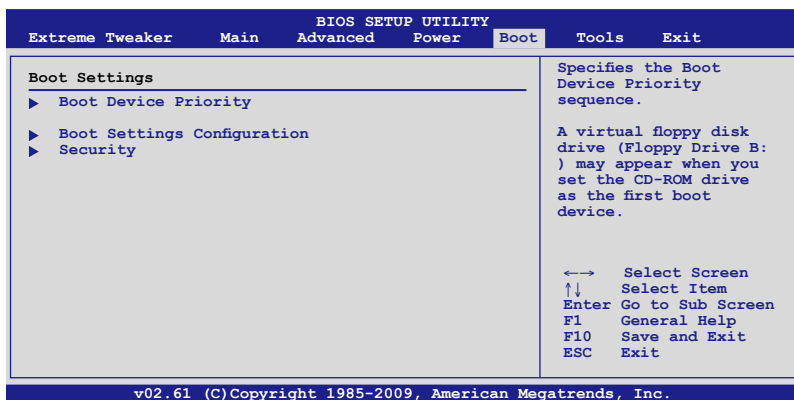 BIOS SETUP UTILITY
Extreme Tweaker Main Advanced Power Boot Tools Exit
Boot Settings
▶ Boot Device Priority
▶ Boot Settings Configuration
▶ Security
Specifies the Boot
Device Priority
sequence.
A virtual floppy disk
drive (Floppy Drive B:
) may appear when you
set the CD-ROM drive
as the first boot
device.
←→ Select Screen
↑↓ Select Item
Enter Go to Sub Screen
F1 General Help
F10 Save and Exit
ESC Exit
v02.61 (C)Copyright 1985-2009, American Megatrends, Inc.